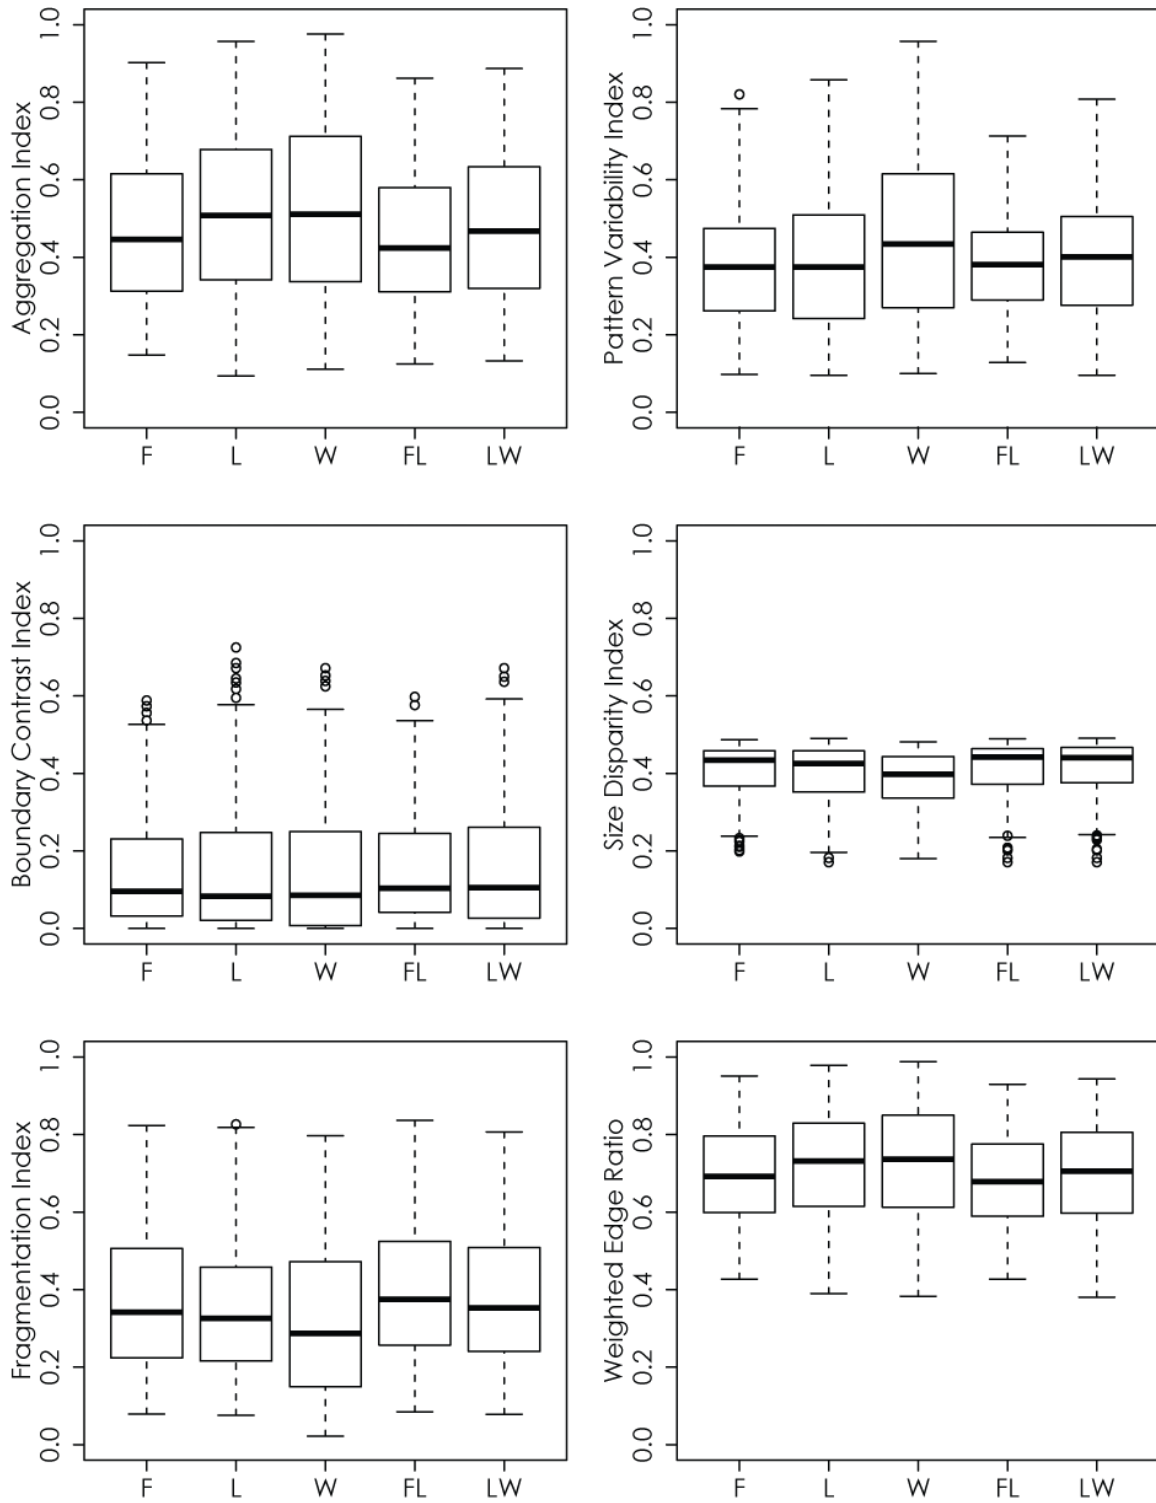 Aggregation Index
0.0 0.2 0.4 0.6 0.8 1.0
F L W FL LW
Pattern Variability Index
0.0 0.2 0.4 0.6 0.8 1.0
F L W FL LW
Boundary Contrast Index
0.0 0.2 0.4 0.6 0.8 1.0
F L W FL LW
Size Disparity Index
0.0 0.2 0.4 0.6 0.8 1.0
F L W FL LW
Fragmentation Index
0.0 0.2 0.4 0.6 0.8 1.0
F L W FL LW
Weighted Edge Ratio
0.0 0.2 0.4 0.6 0.8 1.0
F L W FL LW